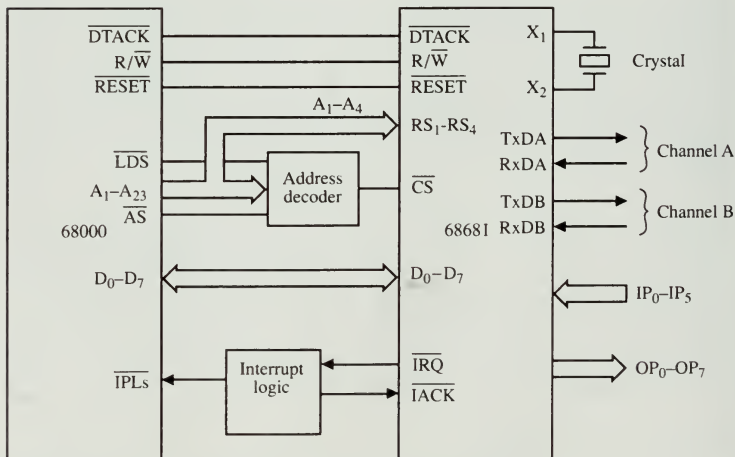 DTACK
DTACK
X₁
R/W̅
R/W̅
Crystal
RESET
RESET
X₂
A₁–A₄
RS₁-RS₄
TxDA
RxDA
Channel A
LDS
A₁–A₂₃
AS
Address
decoder
CS
TxDB
RxDB
Channel B
68000
68681
D₀–D₇
D₀–D₇
IP₀–IP₅
IPLs
Interrupt
logic
IRQ
IACK
OP₀–OP₇